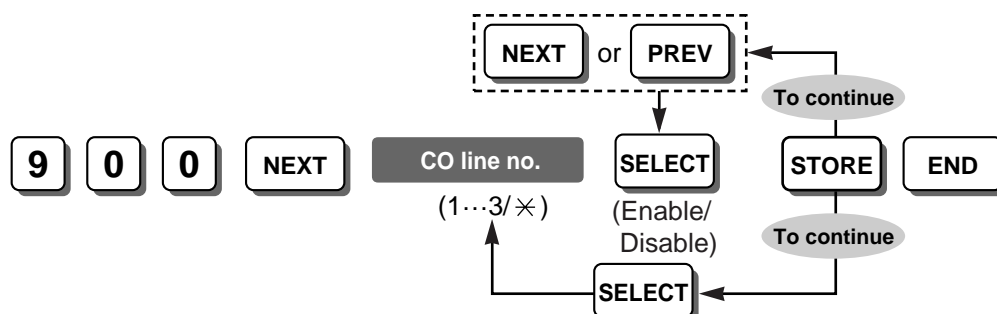 NEXT or PREV
To continue
9 0 0 NEXT CO line no. SELECT STORE END
(1···3/✳)
(Enable/
Disable)
To continue
SELECT